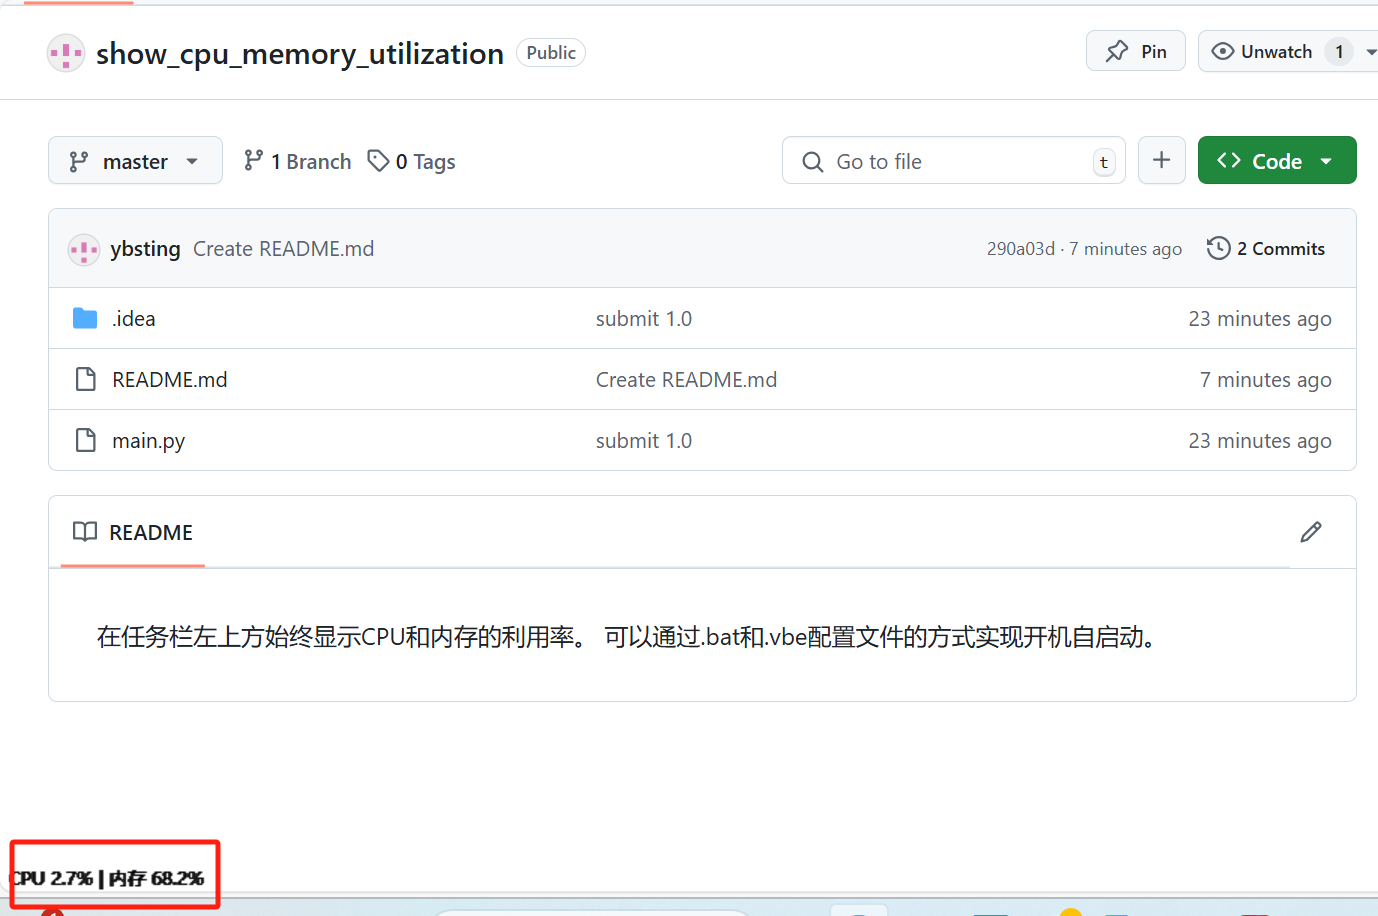 show_cpu_memory_utilization Public Pin Unwatch 1
master 1 Branch 0 Tags Go to file t Code
ybsting Create README.md 290a03d · 7 minutes ago 2 Commits
.idea submit 1.0 23 minutes ago
README.md Create README.md 7 minutes ago
main.py submit 1.0 23 minutes ago
README
在任务栏左上方始终显示CPU和内存的利用率。 可以通过.bat和.vbe配置文件的方式实现开机自启动。
CPU 2.7% | 内存 68.2%